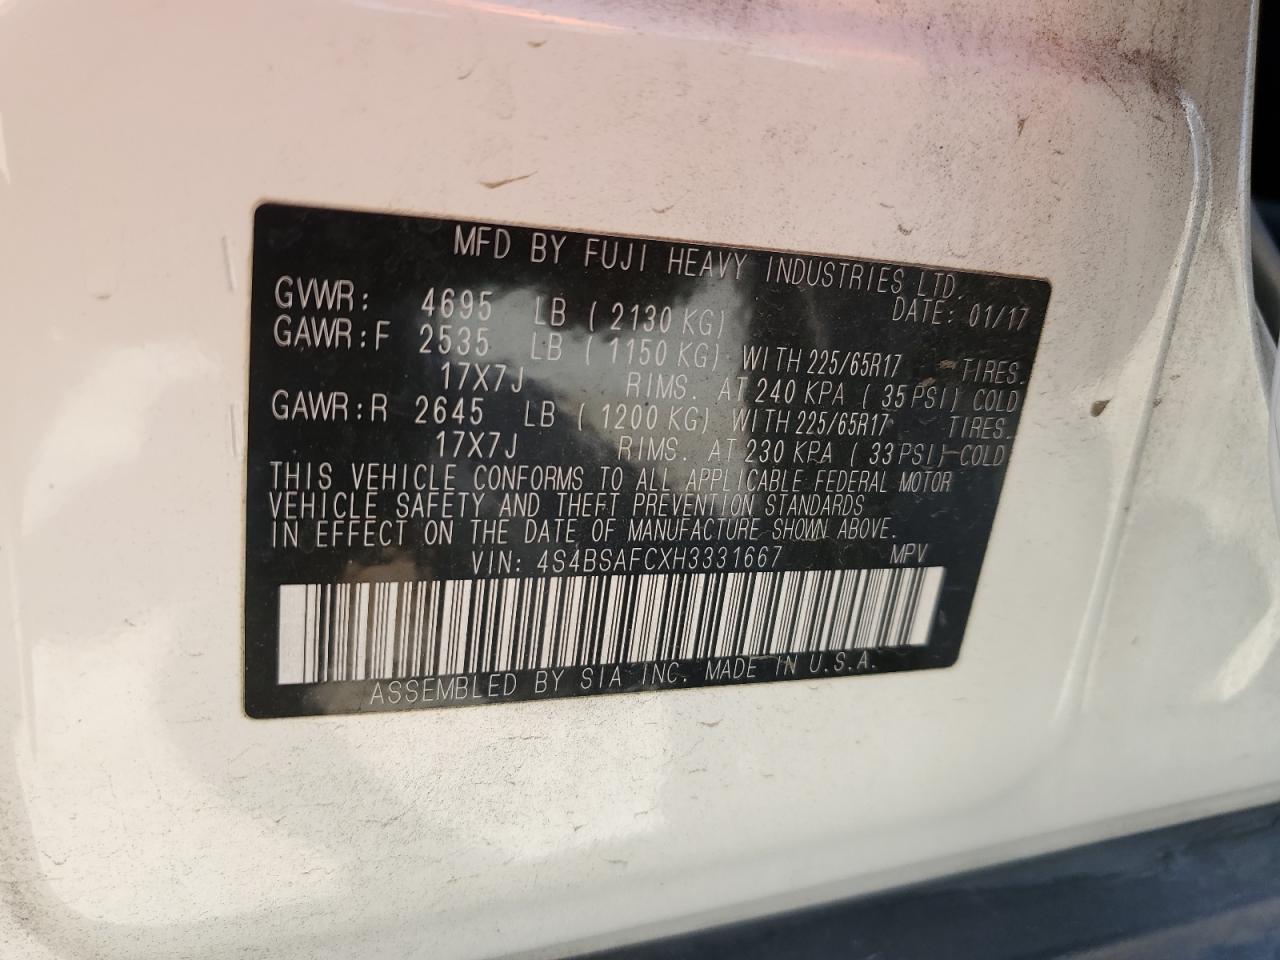 MFD BY FUJI HEAVY INDUSTRIES LTD.
DATE: 01/17
GVWR: 4695 LB ( 2130 KG)
GAWR:F 2535 LB ( 1150 KG) WITH 225/65R17 TIRES.
17X7J RIMS. AT 240 KPA ( 35 PSI) COLD
GAWR:R 2645 LB ( 1200 KG) WITH 225/65R17 TIRES.
17X7J RIMS. AT 230 KPA ( 33 PSI) COLD
THIS VEHICLE CONFORMS TO ALL APPLICABLE FEDERAL MOTOR
VEHICLE SAFETY AND THEFT PREVENTION STANDARDS
IN EFFECT ON THE DATE OF MANUFACTURE SHOWN ABOVE.
VIN: 4S4BSAFCXH3331667 MPV
ASSEMBLED BY SIA INC. MADE IN U.S.A.